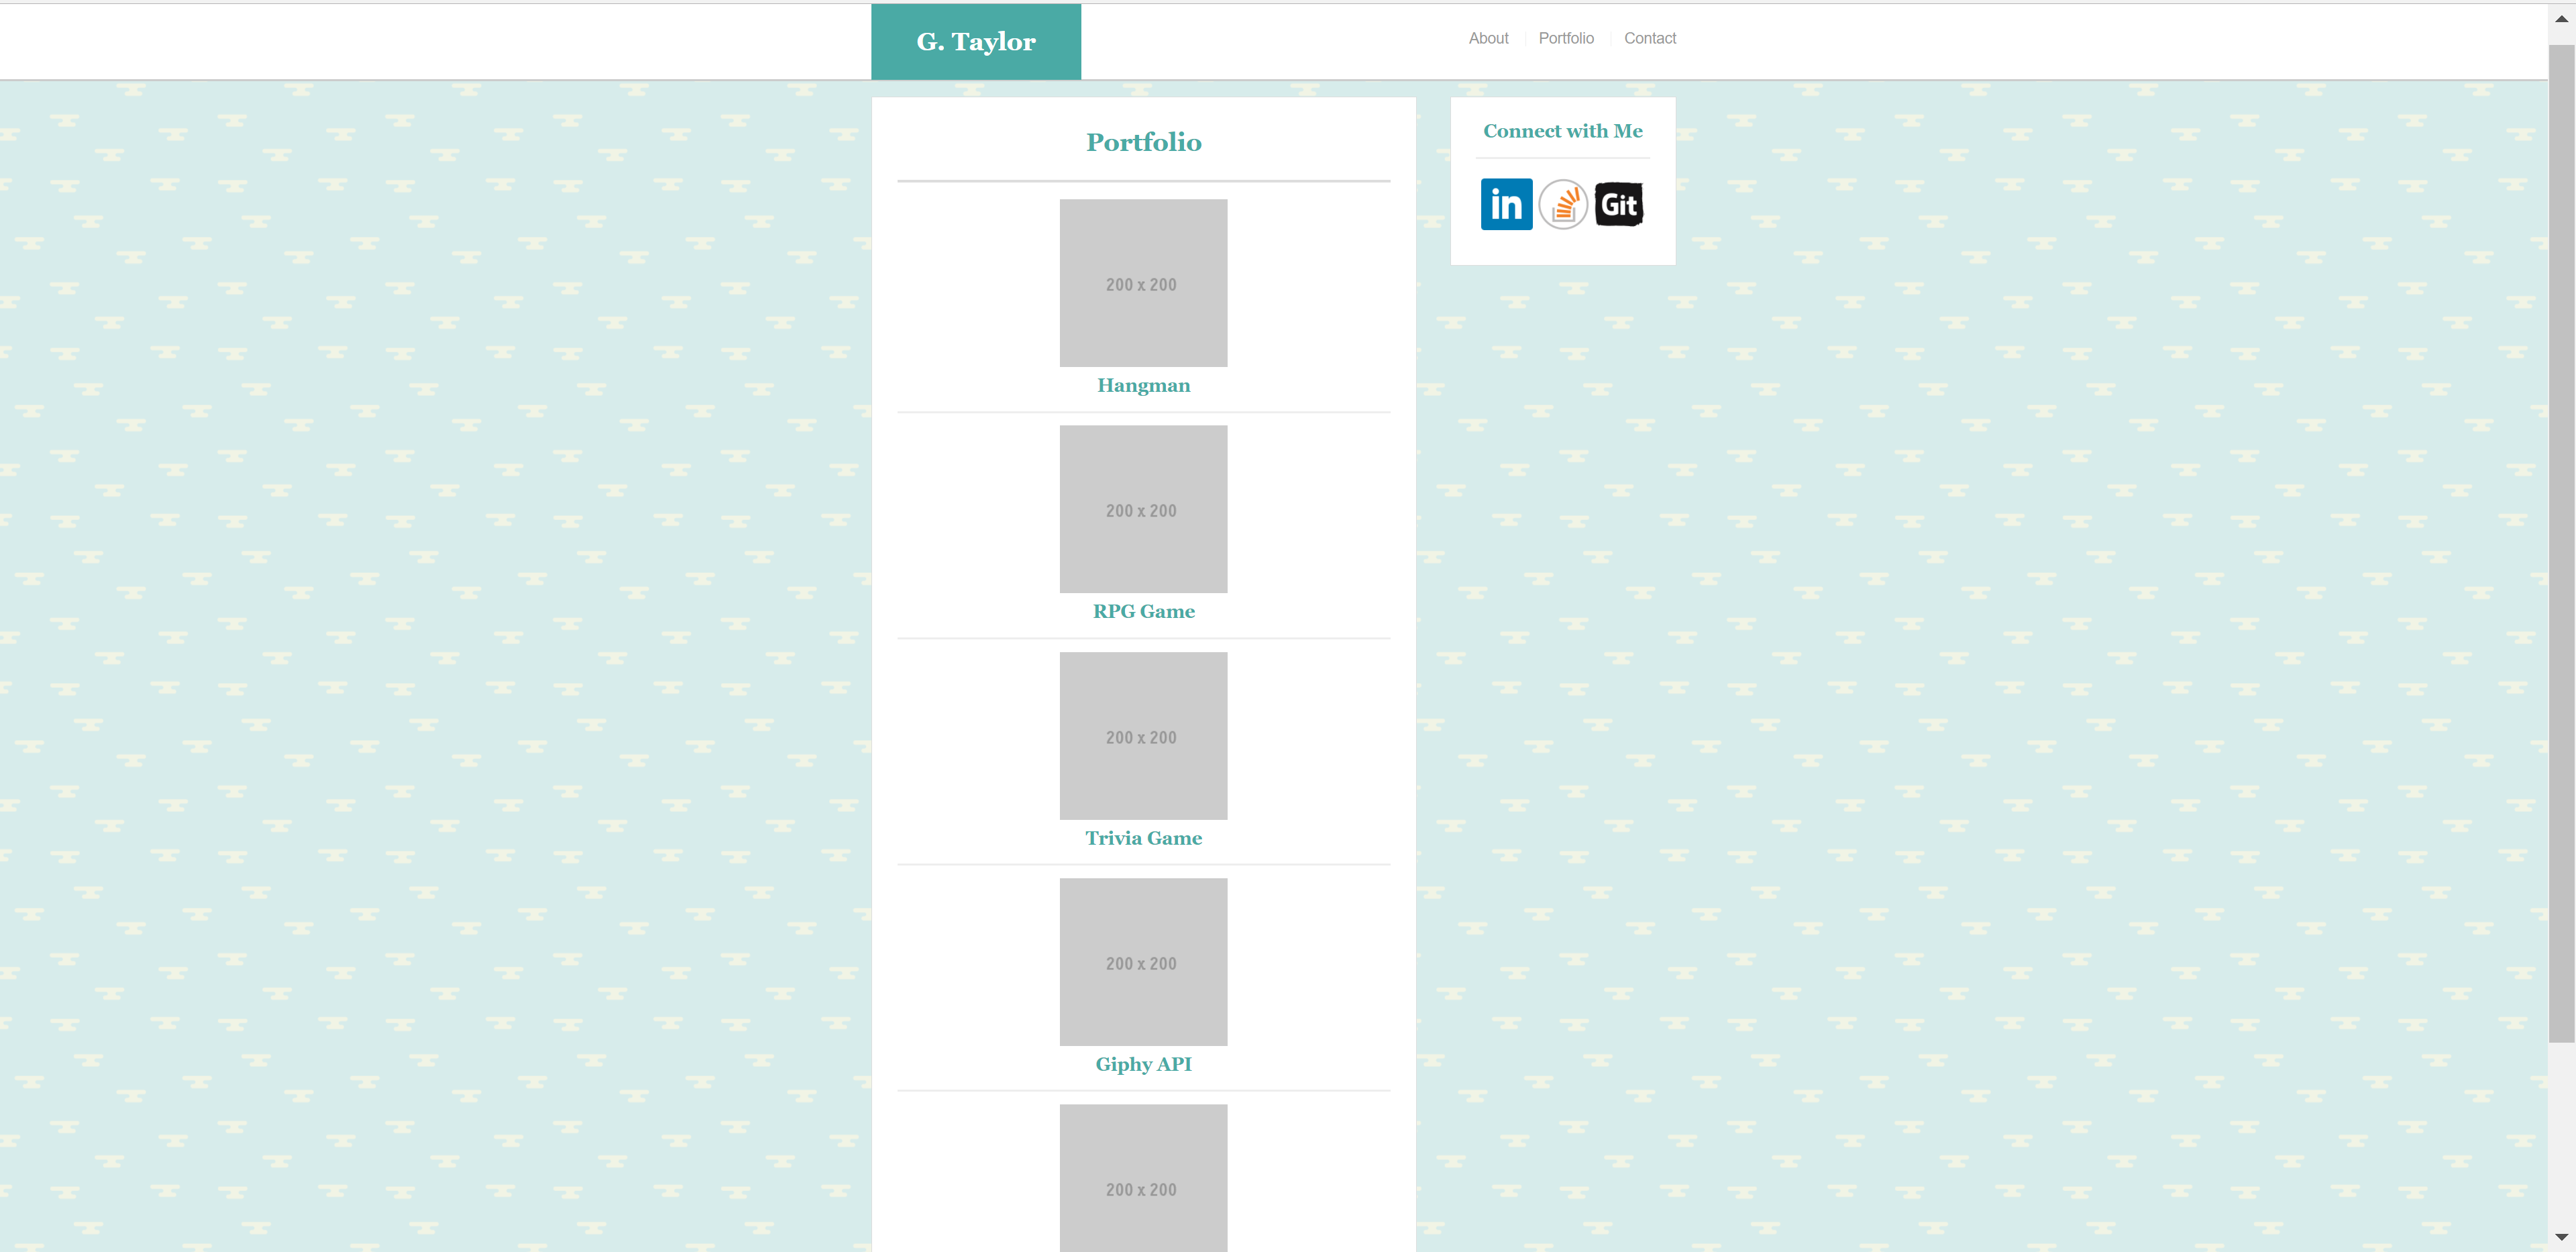 G. Taylor
About
Portfolio
Contact
Portfolio
200 x 200
Hangman
200 x 200
RPG Game
200 x 200
Trivia Game
200 x 200
Giphy API
200 x 200
Connect with Me
in
Git